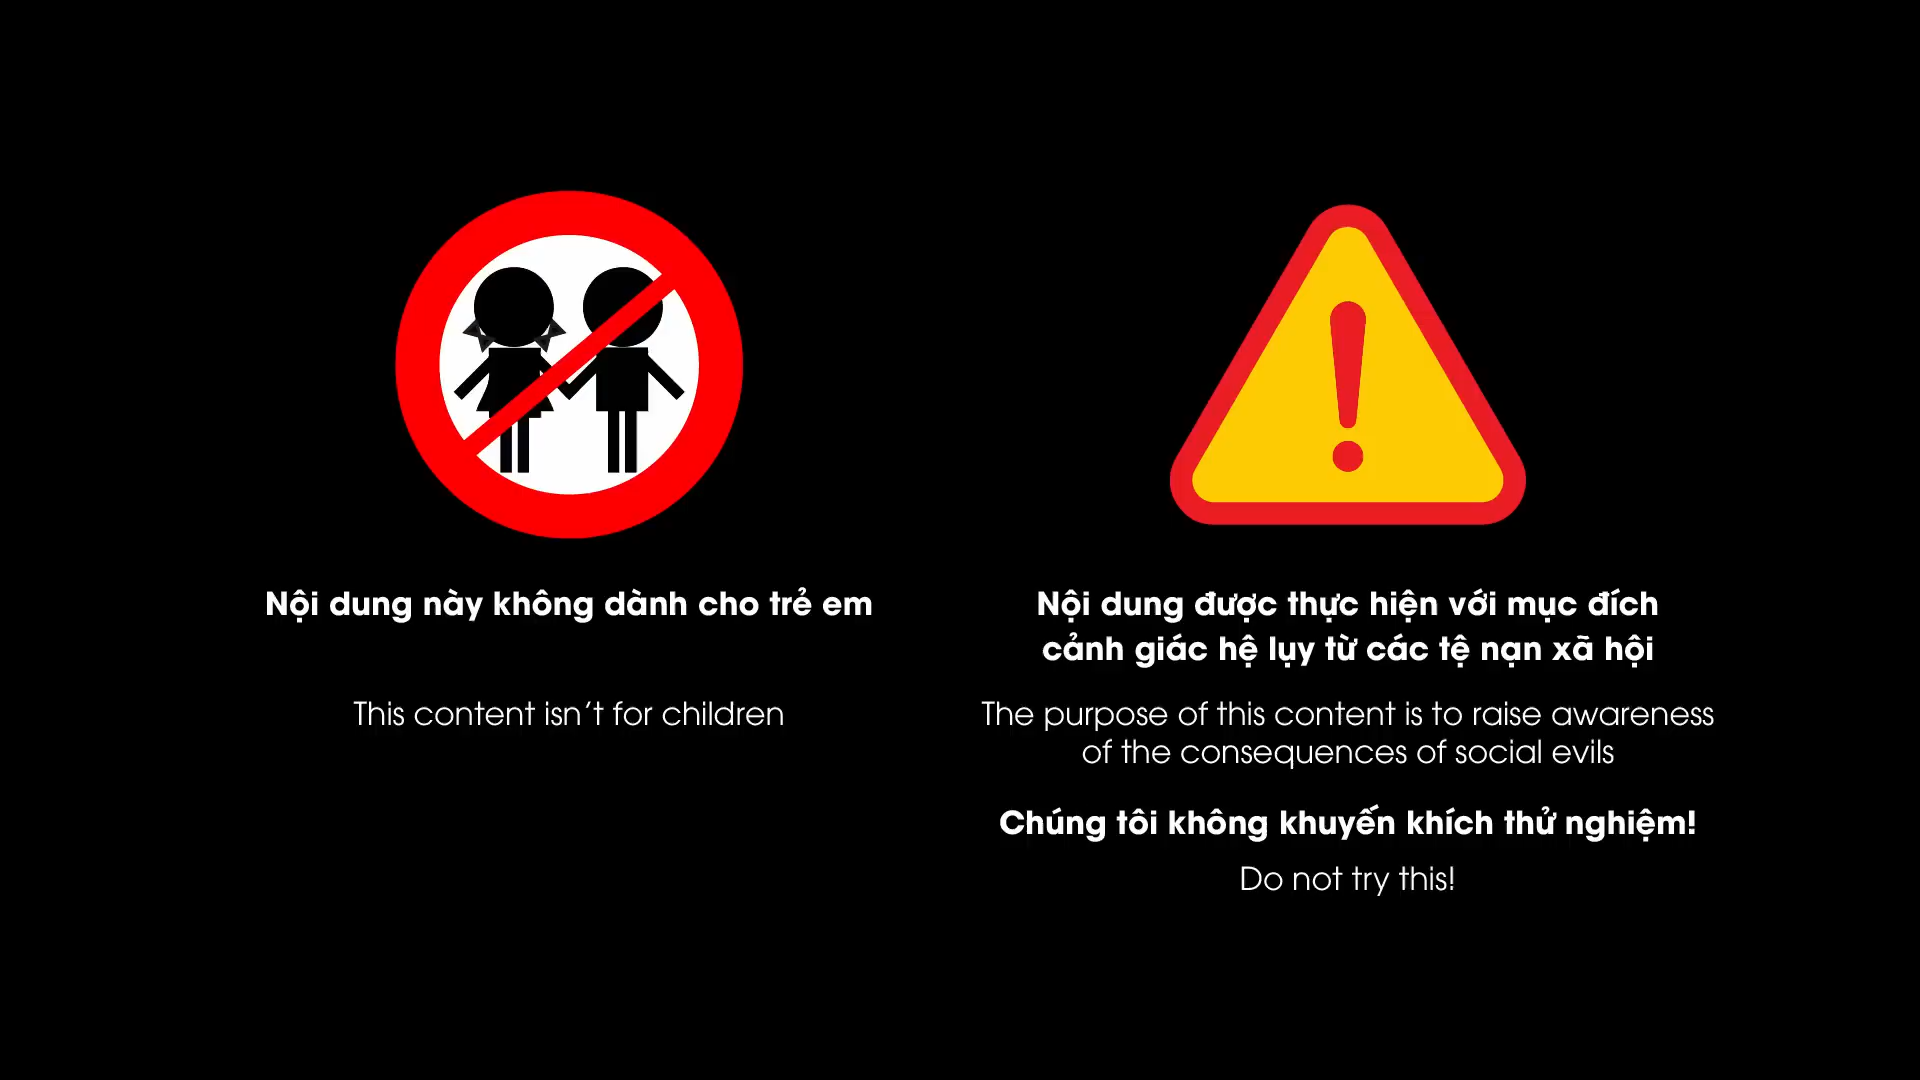 Nội dung này không dành cho trẻ em
This content isn't for children
Nội dung được thực hiện với mục đích
cảnh giác hệ lụy từ các tệ nạn xã hội
The purpose of this content is to raise awareness
of the consequences of social evils
Chúng tôi không khuyến khích thử nghiệm!
Do not try this!